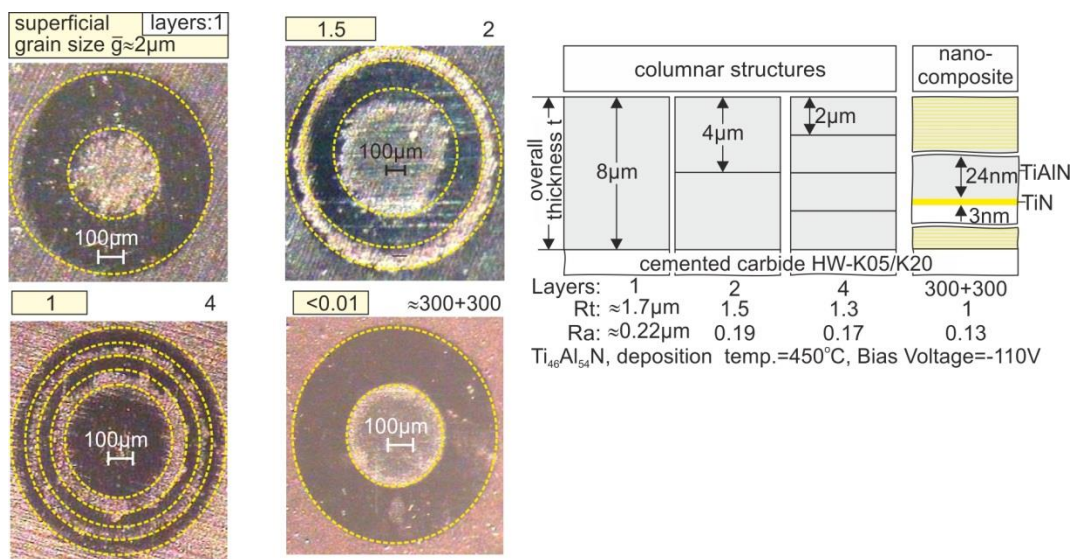 superficial layers:1
grain size g̅≈2μm
100μm
1.5 2
100μm
1 4
100μm
<0.01 ≈300+300
100μm
columnar structures
nano-
composite
overall
thickness t
8μm
4μm
2μm
24nm
TiAlN
TiN
3nm
cemented carbide HW-K05/K20
Layers: 1 2 4 300+300
Rt: ≈1.7μm 1.5 1.3 1
Ra: ≈0.22μm 0.19 0.17 0.13
Ti₄₆Al₅₄N, deposition temp.=450°C, Bias Voltage=-110V